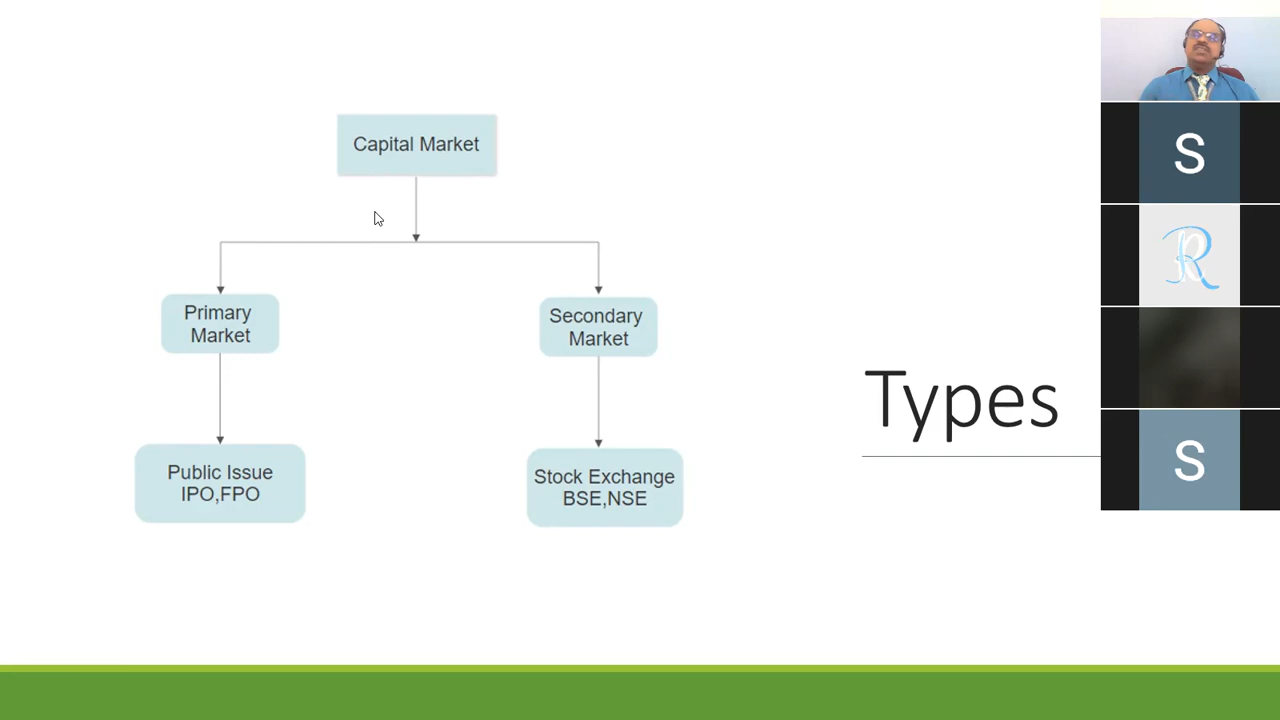 Capital Market
Primary
Market
Secondary
Market
Public Issue
IPO,FPO
Stock Exchange
BSE,NSE
Types
S
R
S